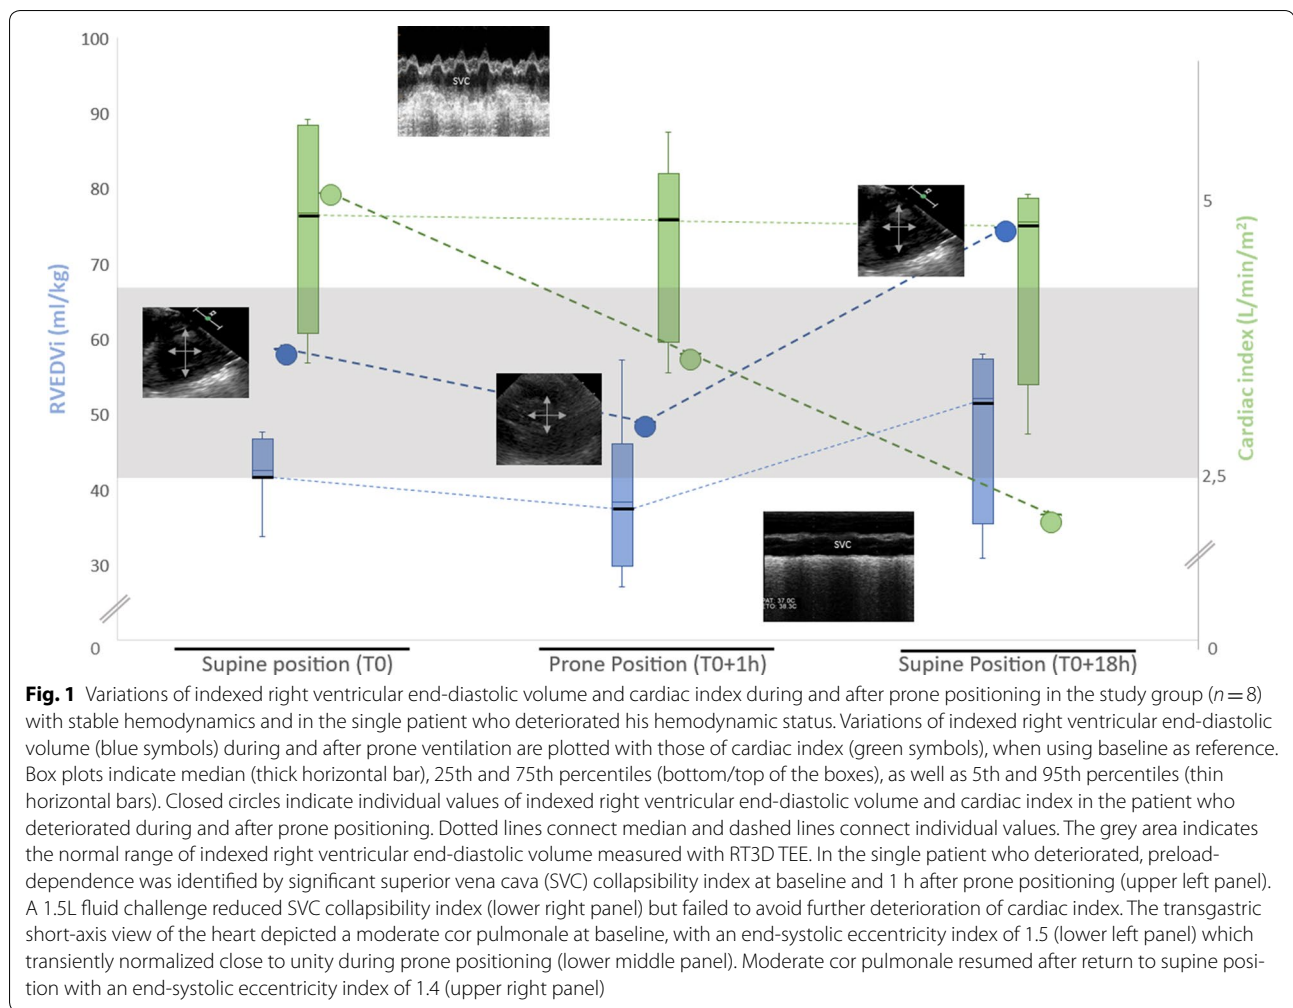 100
90
80
70
60
50
40
30
0
RVEDVi (ml/kg)
SVC
SVC
PAT: 37.0C
38.3C
5
2,5
0
Cardiac index (L/min/m²)
Supine position (T0)
Prone Position (T0+1h)
Supine Position (T0+18h)
Fig. 1 Variations of indexed right ventricular end-diastolic volume and cardiac index during and after prone positioning in the study group (n = 8)
with stable hemodynamics and in the single patient who deteriorated his hemodynamic status. Variations of indexed right ventricular end-diastolic
volume (blue symbols) during and after prone ventilation are plotted with those of cardiac index (green symbols), when using baseline as reference.
Box plots indicate median (thick horizontal bar), 25th and 75th percentiles (bottom/top of the boxes), as well as 5th and 95th percentiles (thin
horizontal bars). Closed circles indicate individual values of indexed right ventricular end-diastolic volume and cardiac index in the patient who
deteriorated during and after prone positioning. Dotted lines connect median and dashed lines connect individual values. The grey area indicates
the normal range of indexed right ventricular end-diastolic volume measured with RT3D TEE. In the single patient who deteriorated, preload-
dependence was identified by significant superior vena cava (SVC) collapsibility index at baseline and 1 h after prone positioning (upper left panel).
A 1.5L fluid challenge reduced SVC collapsibility index (lower right panel) but failed to avoid further deterioration of cardiac index. The transgastric
short-axis view of the heart depicted a moderate cor pulmonale at baseline, with an end-systolic eccentricity index of 1.5 (lower left panel) which
transiently normalized close to unity during prone positioning (lower middle panel). Moderate cor pulmonale resumed after return to supine posi-
tion with an end-systolic eccentricity index of 1.4 (upper right panel)